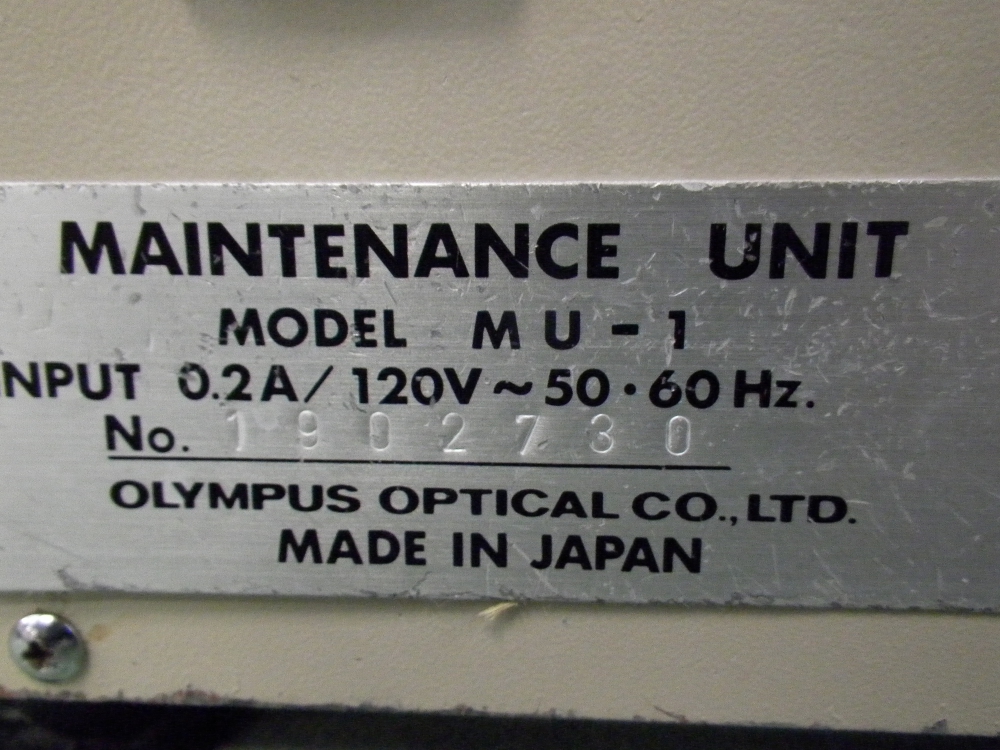 MAINTENANCE UNIT
MODEL MU-1
INPUT 0.2A/120V~50·60Hz.
No. 1902730
OLYMPUS OPTICAL CO., LTD.
MADE IN JAPAN